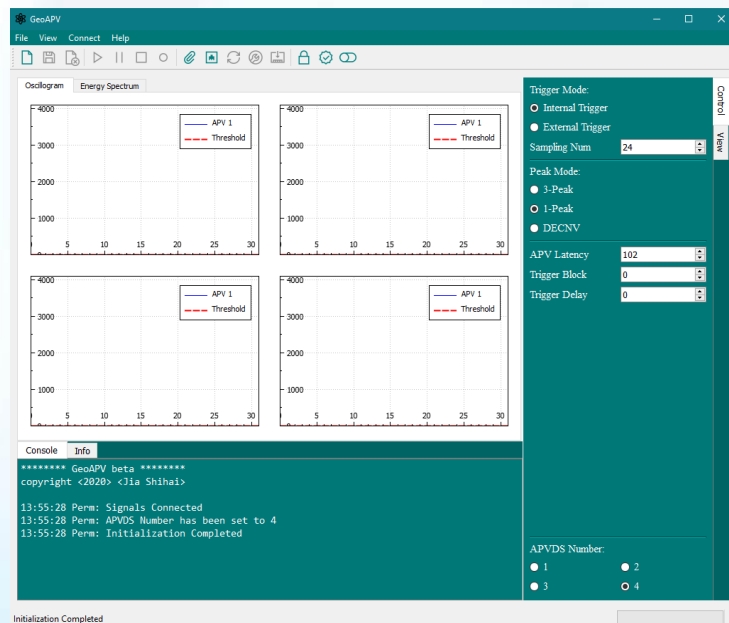 GeoAPV
File View Connect Help
Oscillogram Energy Spectrum
4000
3000
2000
1000
5 10 15 20 25 30
APV 1
Threshold
4000
3000
2000
1000
5 10 15 20 25 30
APV 1
Threshold
4000
3000
2000
1000
5 10 15 20 25 30
APV 1
Threshold
4000
3000
2000
1000
5 10 15 20 25 30
APV 1
Threshold
Console Info
******** GeoAPV beta ********
copyright <2020> <Jia Shihai>
13:55:28 Perm: Signals Connected
13:55:28 Perm: APVDS Number has been set to 4
13:55:28 Perm: Initialization Completed
Trigger Mode:
Internal Trigger
External Trigger
Sampling Num 24
Peak Mode:
3-Peak
1-Peak
DECNV
APV Latency 102
Trigger Block 0
Trigger Delay 0
APVDS Number:
1 2
3 4
Control
View
Initialization Completed